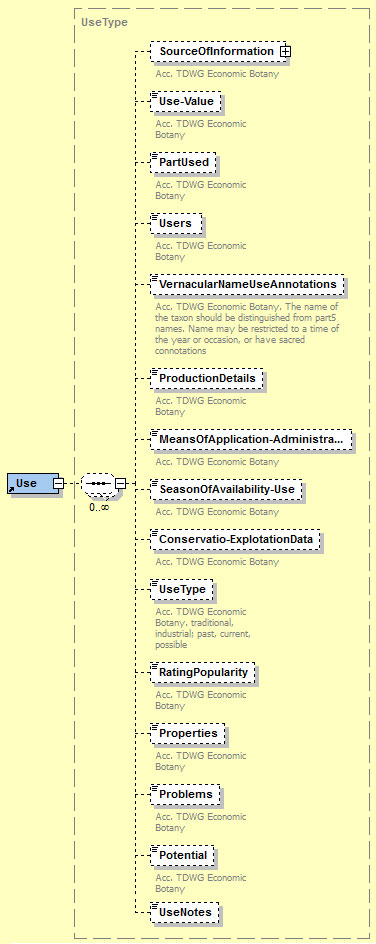 UseType
SourceOfInformation
Acc. TDWG Economic Botany
Use-Value
Acc. TDWG Economic
Botany
PartUsed
Acc. TDWG Economic
Botany
Users
Acc. TDWG Economic
Botany
VernacularNameUseAnnotations
Acc. TDWG Economic Botany. The name of
the taxon should be distinguished from part5
names. Name may be restricted to a time of
the year or occasion, or have sacred
connotations
ProductionDetails
Acc. TDWG Economic
Botany
MeansOfApplication-Administra...
Acc. TDWG Economic Botany
Use
0..∞
SeasonOfAvailability-Use
Acc. TDWG Economic Botany
Conservatio-ExplotationData
Acc. TDWG Economic Botany
UseType
Acc. TDWG Economic
Botany. traditional,
industrial; past, current,
possible
RatingPopularity
Acc. TDWG Economic
Botany
Properties
Acc. TDWG Economic
Botany
Problems
Acc. TDWG Economic
Botany
Potential
Acc. TDWG Economic
Botany
UseNotes